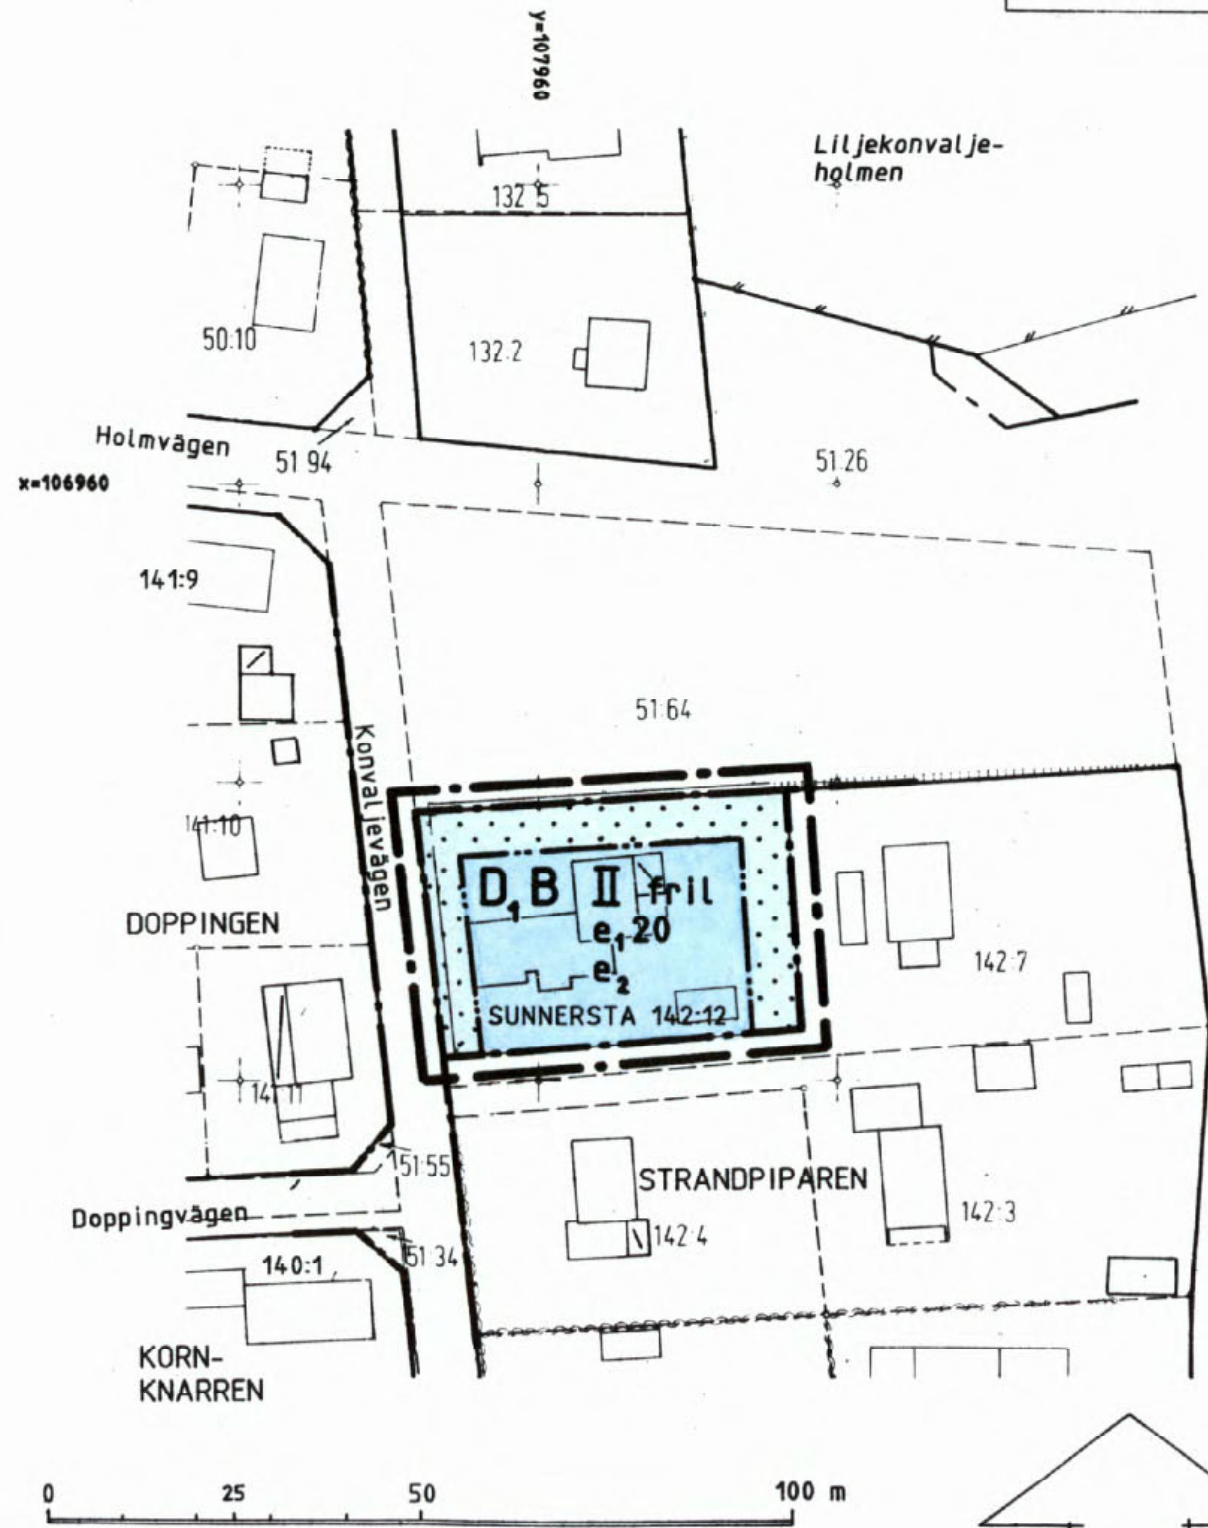 y=107960
Liljekonvalje-
holmen
132 5
50:10
132:2
Holmvägen
51 94
51:26
x=106960
141:9
51:64
Konvaljevägen
141:10
D1 B II fril
e1 20
e2
SUNNERSTA 142:12
DOPPINGEN
142:7
141 11
51:55
STRANDPIPAREN
Doppingvägen
142:4
142:3
51 34
140:1
KORN-
KNARREN
0 25 50 100 m